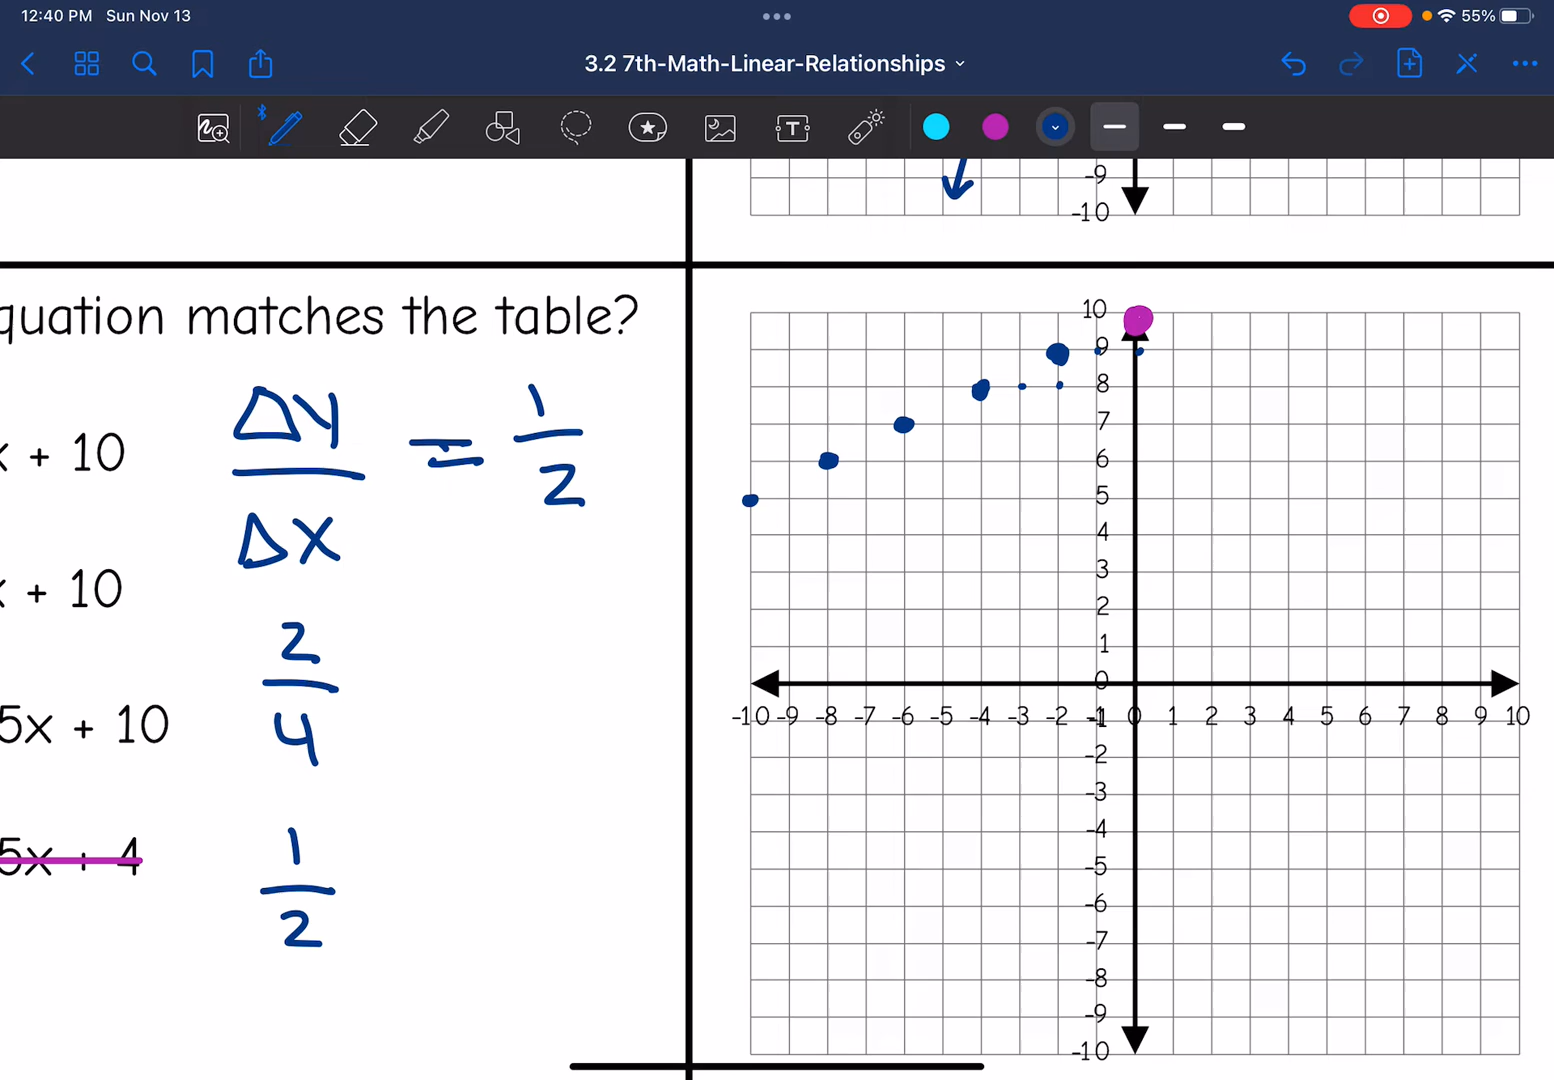 12:40 PM Sun Nov 13
55%
3.2 7th-Math-Linear-Relationships
T
-9
-10
quation matches the table?
x + 10
ΔY
ΔX
=
1
2
x + 10
2
4
5x + 10
5x + 4
1
2
10
9
8
7
6
5
4
3
2
1
0
-10 -9 -8 -7 -6 -5 -4 -3 -2 -1 0 1 2 3 4 5 6 7 8 9 10
-1
-2
-3
-4
-5
-6
-7
-8
-9
-10